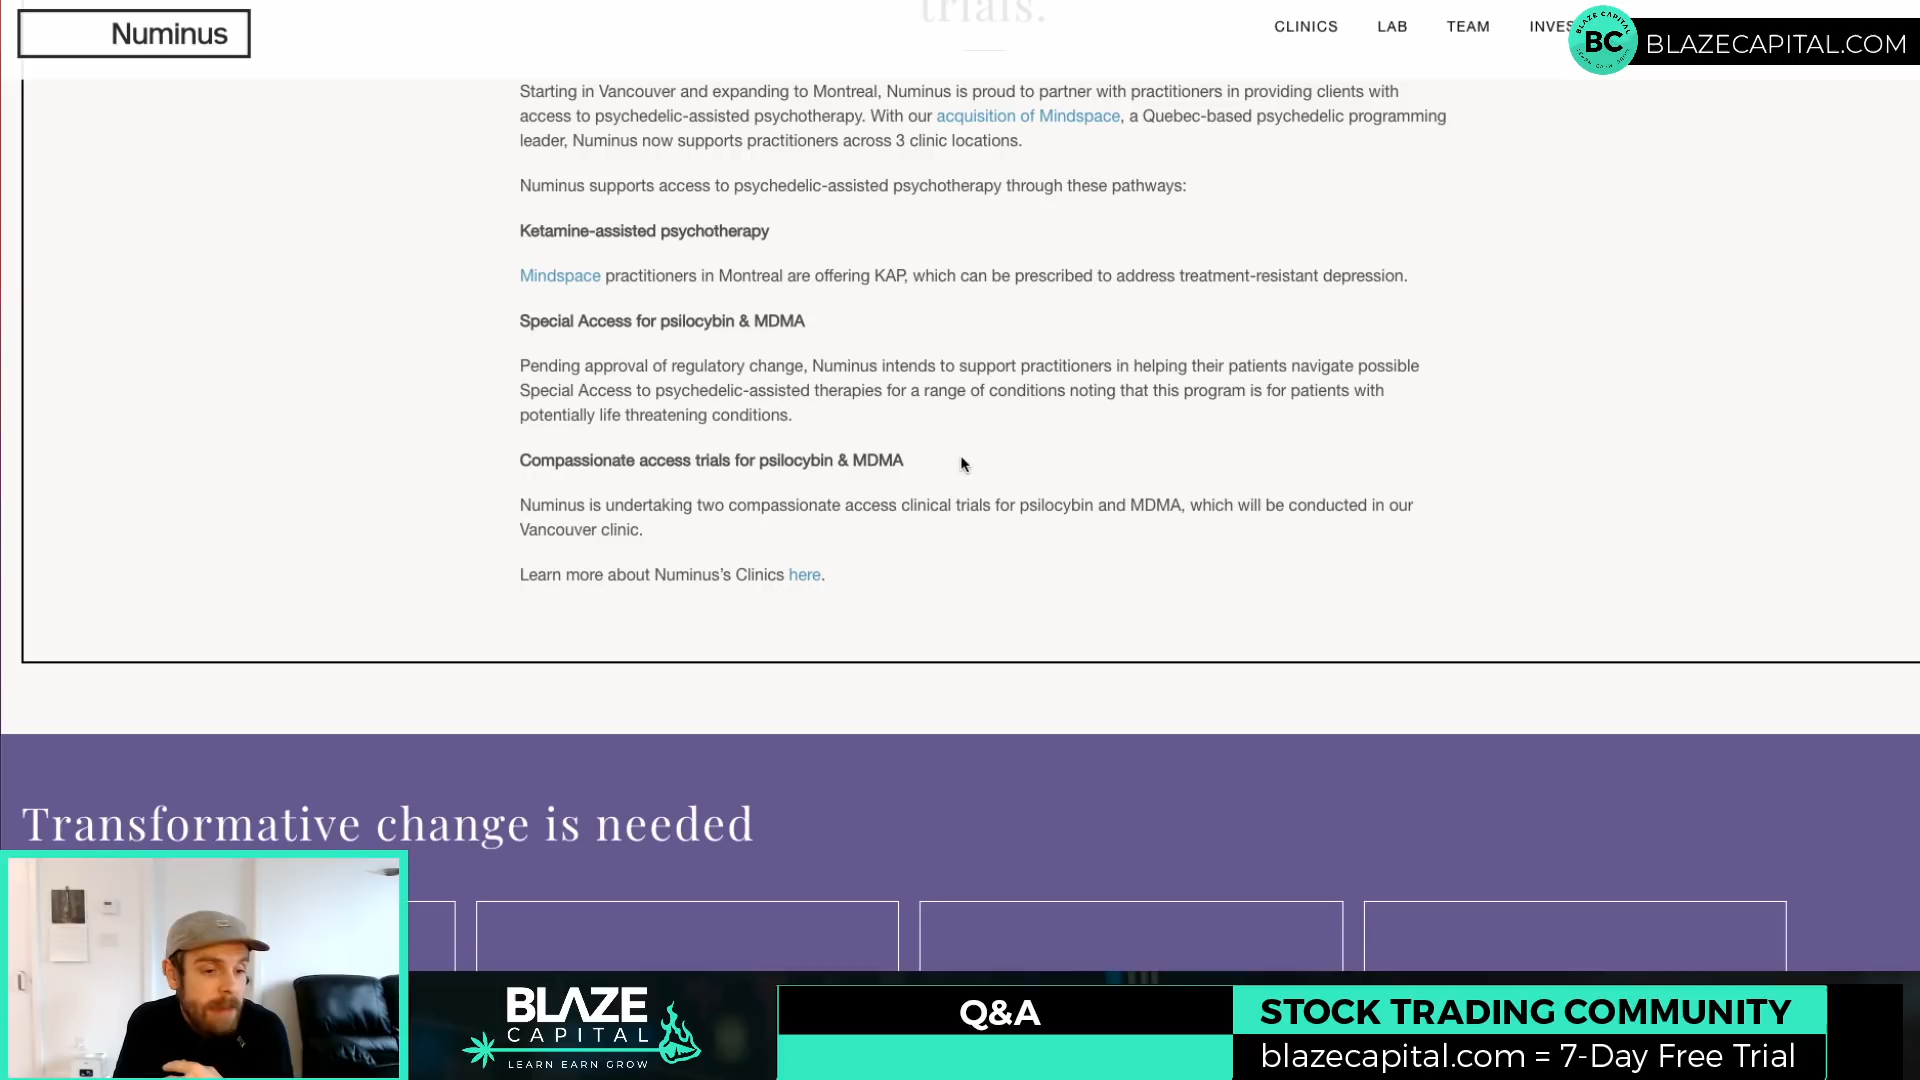 trials.
Numinus
CLINICS
LAB
TEAM
BC
BLAZECAPITAL.COM
Starting in Vancouver and expanding to Montreal, Numinus is proud to partner with practitioners in providing clients with
access to psychedelic-assisted psychotherapy. With our acquisition of Mindspace, a Quebec-based psychedelic programming
leader, Numinus now supports practitioners across 3 clinic locations.
Numinus supports access to psychedelic-assisted psychotherapy through these pathways:
Ketamine-assisted psychotherapy
Mindspace practitioners in Montreal are offering KAP, which can be prescribed to address treatment-resistant depression.
Special Access for psilocybin & MDMA
Pending approval of regulatory change, Numinus intends to support practitioners in helping their patients navigate possible
Special Access to psychedelic-assisted therapies for a range of conditions noting that this program is for patients with
potentially life threatening conditions.
Compassionate access trials for psilocybin & MDMA
Numinus is undertaking two compassionate access clinical trials for psilocybin and MDMA, which will be conducted in our
Vancouver clinic.
Learn more about Numinus’s Clinics here.
Transformative change is needed
BLAZE
CAPITAL
LEARN EARN GROW
Q&A
STOCK TRADING COMMUNITY
blazecapital.com = 7-Day Free Trial